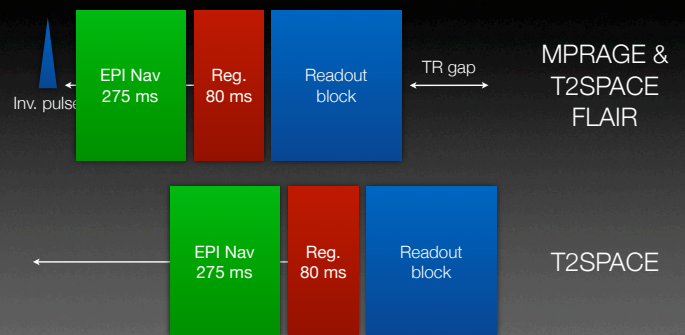 Inv. pulse
EPI Nav
275 ms
Reg.
80 ms
Readout
block
TR gap
MPRAGE &
T2SPACE
FLAIR
EPI Nav
275 ms
Reg.
80 ms
Readout
block
T2SPACE